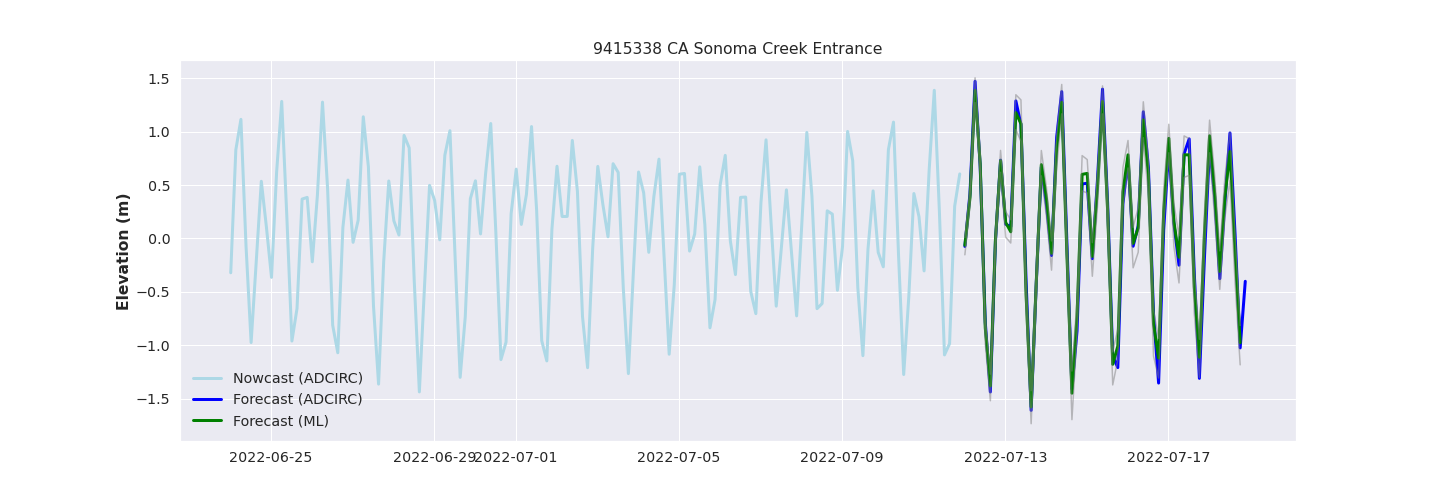 9415338 CA Sonoma Creek Entrance
Elevation (m)
1.5
1.0
0.5
0.0
−0.5
−1.0
−1.5
Nowcast (ADCIRC)
Forecast (ADCIRC)
Forecast (ML)
2022-06-25 2022-06-29 2022-07-01 2022-07-05 2022-07-09 2022-07-13 2022-07-17